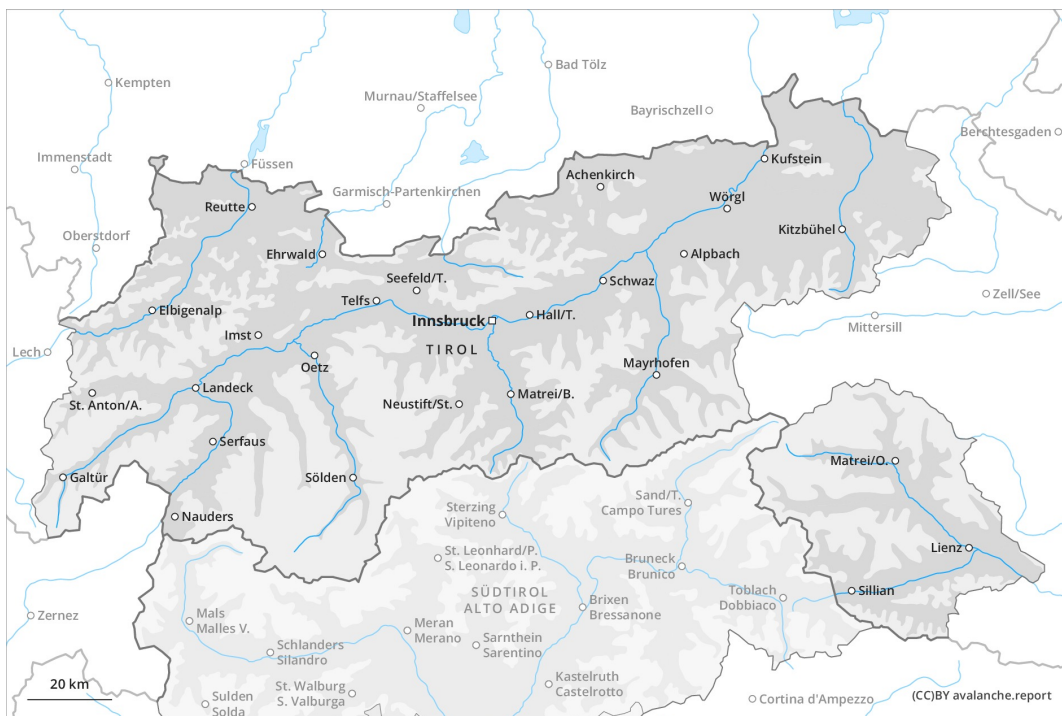 Kempten
Bad Tölz
Murnau/Staffelsee
Bayrischzell
Berchtesgaden
Immenstadt
Füssen
Kufstein
Achenkirch
Garmisch-Partenkirchen
Reutte
Wörgl
Oberstdorf
Kitzbühel
Ehrwald
Alpbach
Seefeld/T.
Schwaz
Zell/See
Telfs
Elbigenalp
Innsbruck
Hall/T.
Mittersill
Imst
TIROL
Lech
Oetz
Mayrhofen
Landeck
St. Anton/A.
Neustift/St.
Matrei/B.
Serfaus
Matrei/O.
Galtür
Sölden
Sand/T.
Campo Tures
Sterzing
Vipiteno
Nauders
Lienz
St. Leonhard/P.
S. Leonardo i. P.
Bruneck
Brunico
SÜDTIROL
ALTO ADIGE
Toblach
Dobbiaco
Sillian
Brixen
Bressanone
Zernez
Mals
Malles V.
Meran
Merano
Sarnthein
Sarentino
Schlanders
Silandro
Kastelruth
Castelrotto
20 km
St. Walburg
S. Valburga
Sulden
Solda
Cortina d'Ampezzo
(CC)BY avalanche.report